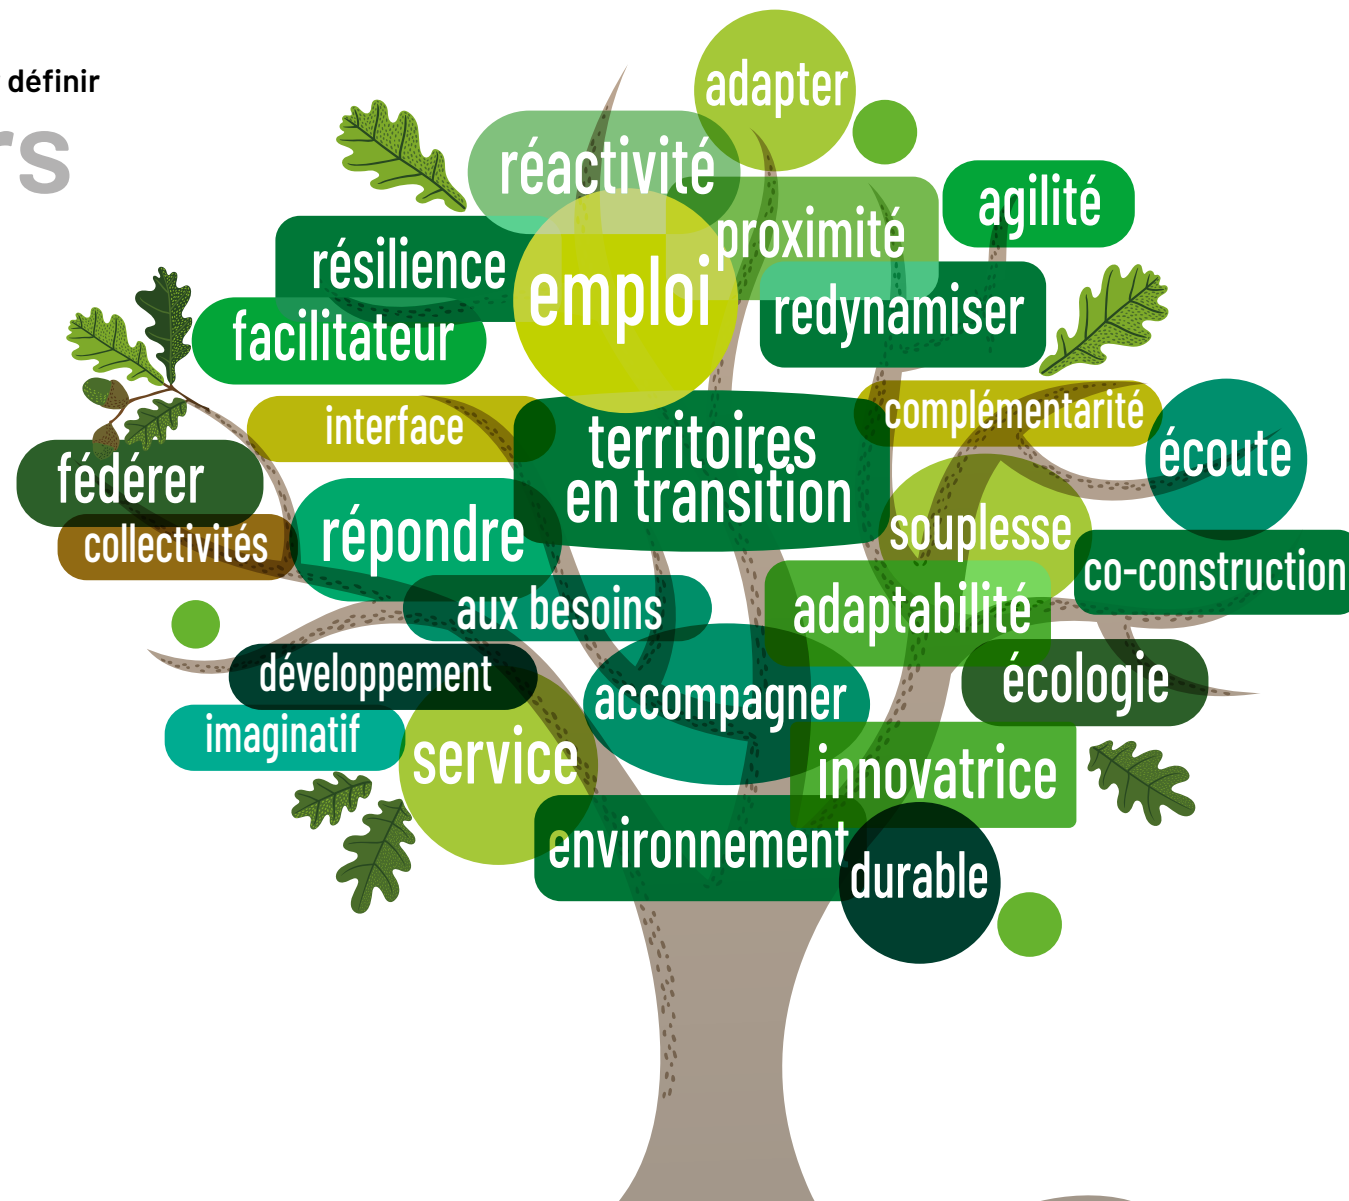 définir
rs
adapter
réactivité
agilité
proximité
résilience
emploi
redynamiser
facilitateur
interface
complémentarité
territoires
en transition
écoute
fédérer
souplesse
collectivités
répondre
co-construction
aux besoins
adaptabilité
développement
accompagner
écologie
imaginatif
service
innovatrice
environnement
durable